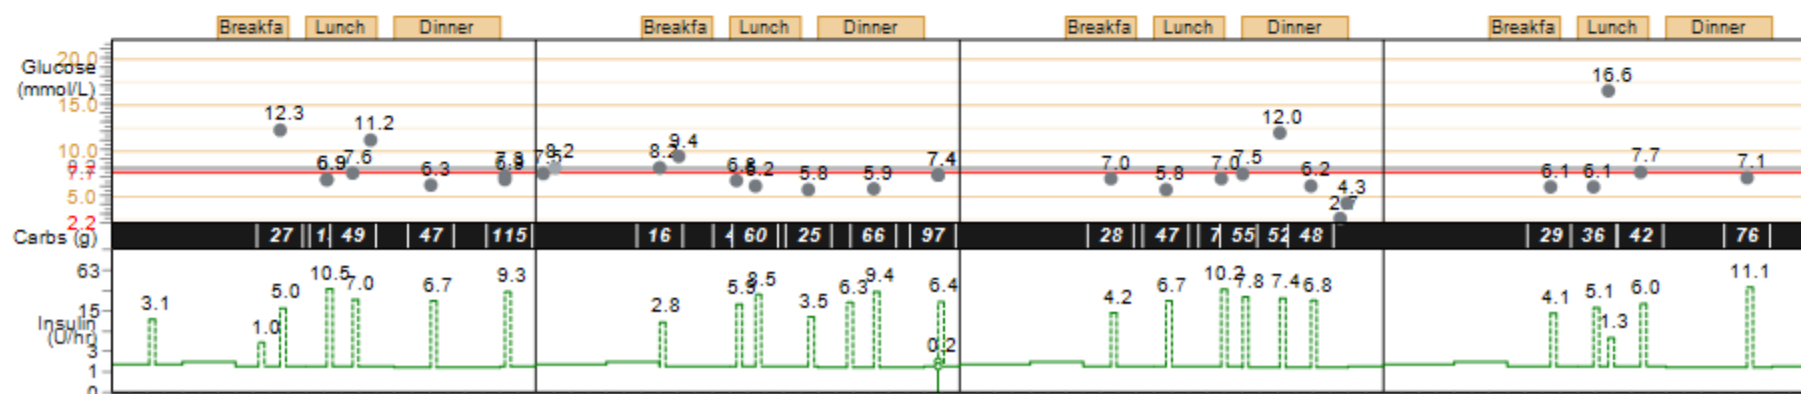 Breakfa Lunch Dinner Breakfa Lunch Dinner Breakfa Lunch Dinner Breakfa Lunch Dinner
20.0
Glucose
(mmol/L)
15.0
10.0
7.7
5.0
2.2
12.3 6.9 7.6 11.2 6.3 6.9 8.2 9.4 6.2 5.8 5.9 7.4 7.0 5.8 7.0 7.5 12.0 6.2 4.3 6.1 16.6 6.1 7.7 7.1
Carbs (g) 27 49 47 115 16 60 25 66 97 28 47 7 55 52 48 29 36 42 76
63
15
Insulin
(U/hr)
3
1
0
3.1 1.0 5.0 10.5 7.0 6.7 9.3 2.8 5.9 8.5 3.5 6.3 9.4 6.4 0.2 4.2 6.7 10.2 7.8 7.4 6.8 4.1 5.1 1.3 6.0 11.1